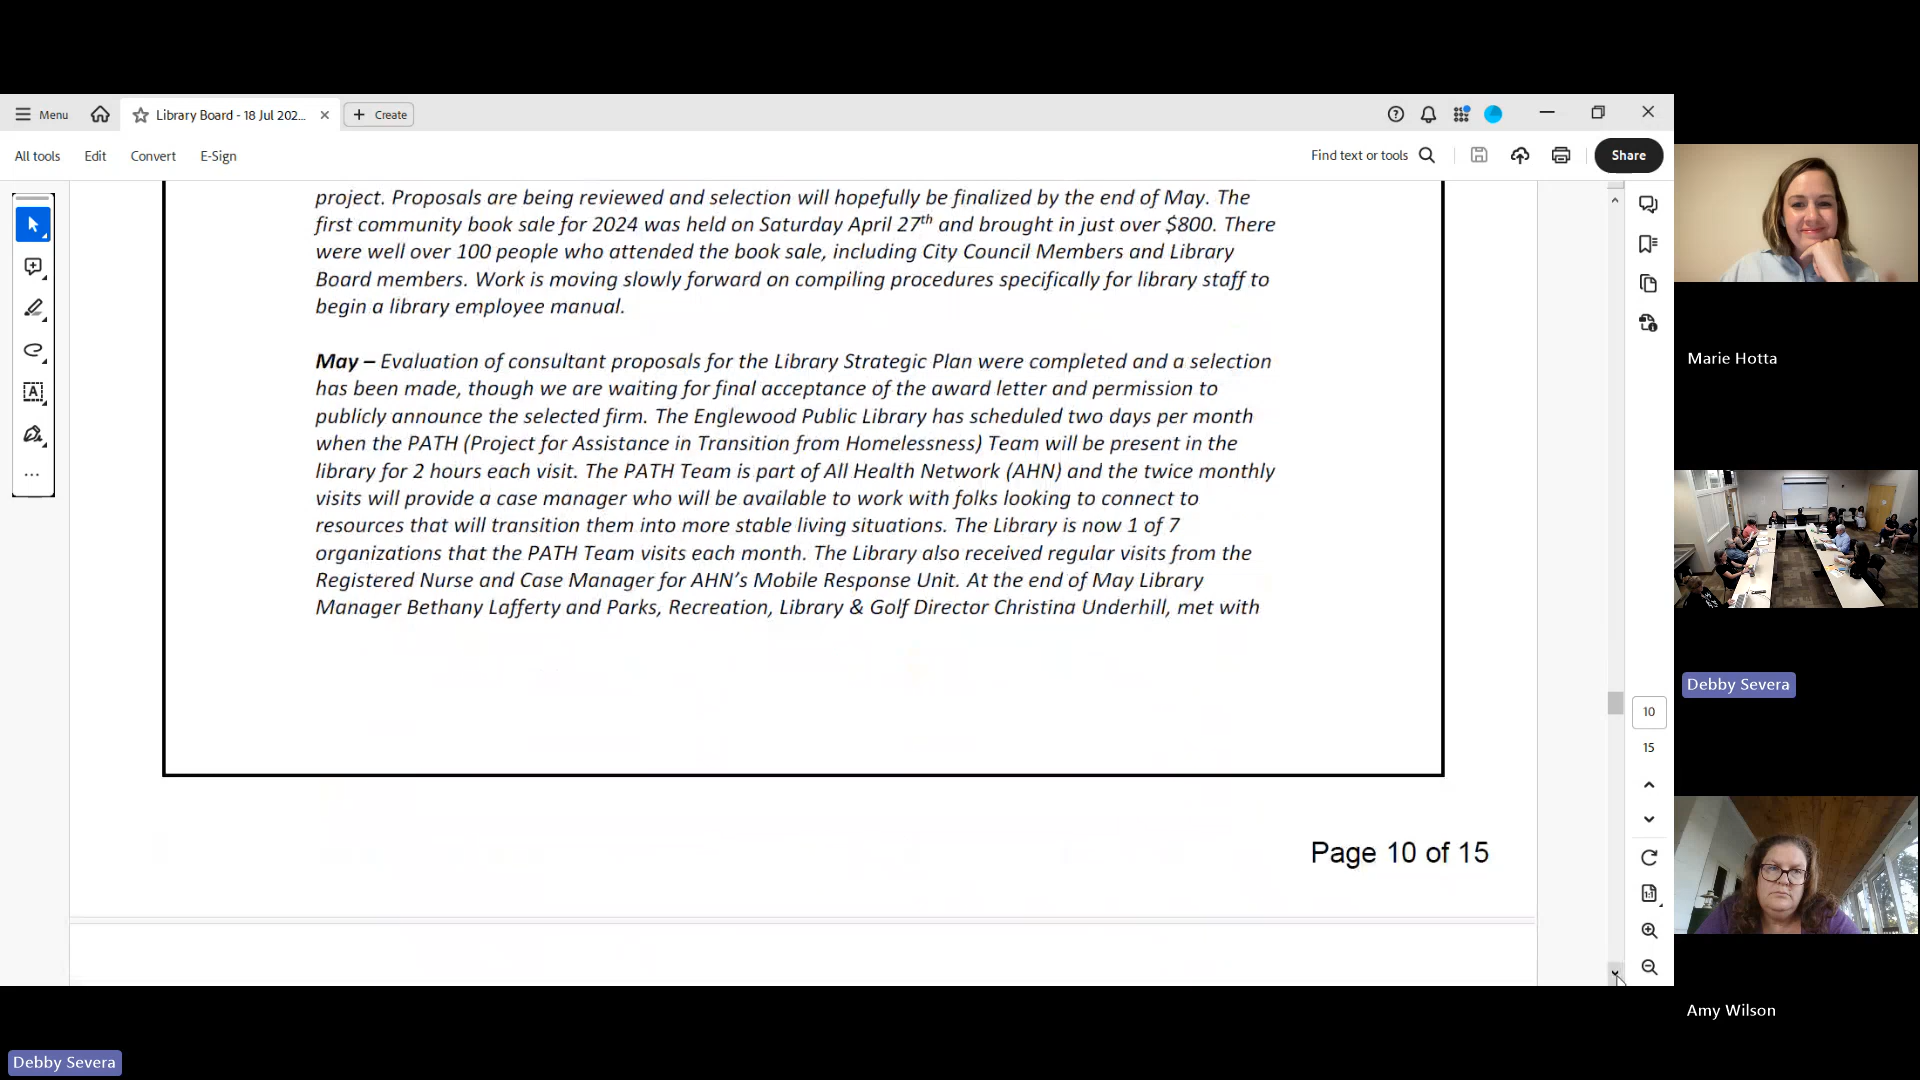 Menu
Library Board - 18 Jul 202...
Create
All tools
Edit
Convert
E-Sign
Find text or tools
Share
project. Proposals are being reviewed and selection will hopefully be finalized by the end of May. The
first community book sale for 2024 was held on Saturday April 27th and brought in just over $800. There
were well over 100 people who attended the book sale, including City Council Members and Library
Board members. Work is moving slowly forward on compiling procedures specifically for library staff to
begin a library employee manual.
May – Evaluation of consultant proposals for the Library Strategic Plan were completed and a selection
has been made, though we are waiting for final acceptance of the award letter and permission to
publicly announce the selected firm. The Englewood Public Library has scheduled two days per month
when the PATH (Project for Assistance in Transition from Homelessness) Team will be present in the
library for 2 hours each visit. The PATH Team is part of All Health Network (AHN) and the twice monthly
visits will provide a case manager who will be available to work with folks looking to connect to
resources that will transition them into more stable living situations. The Library is now 1 of 7
organizations that the PATH Team visits each month. The Library also received regular visits from the
Registered Nurse and Case Manager for AHN's Mobile Response Unit. At the end of May Library
Manager Bethany Lafferty and Parks, Recreation, Library & Golf Director Christina Underhill, met with
Page 10 of 15
10
15
Marie Hotta
Debby Severa
Amy Wilson
Debby Severa